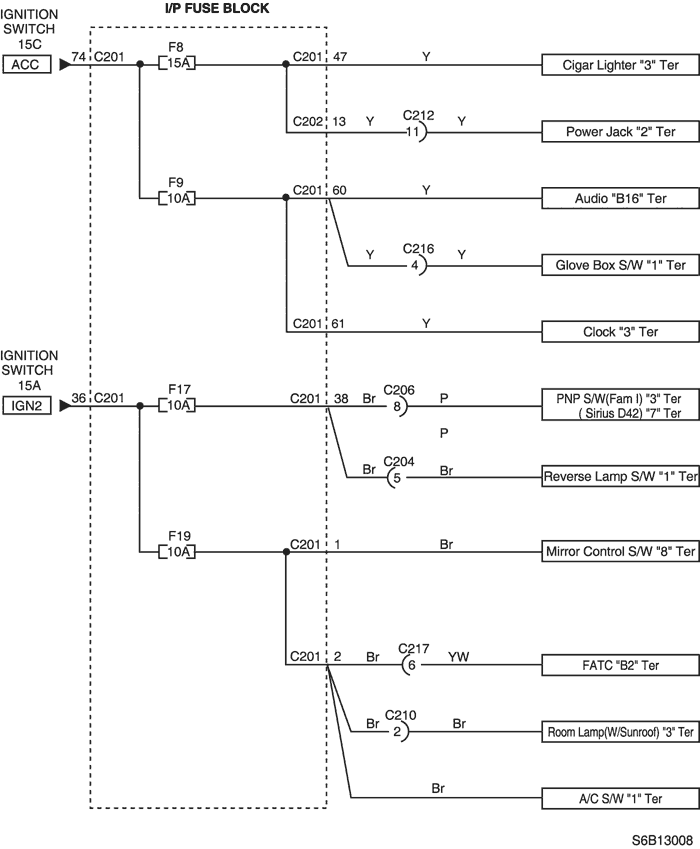 I/P FUSE BLOCK
IGNITION
SWITCH
15C
ACC
74 C201
F8
15A
C201 47 Y
Cigar Lighter "3" Ter
C202 13 Y C212
11
Y
Power Jack "2" Ter
F9
10A
C201 60 Y
Audio "B16" Ter
Y C216
4
Y
Glove Box S/W "1" Ter
C201 61 Y
Clock "3" Ter
IGNITION
SWITCH
15A
IGN2
36 C201
F17
10A
C201 38 Br C206
8
P
PNP S/W(Fam I) "3" Ter
( Sirius D42) "7" Ter
P
Br C204
5
Br
Reverse Lamp S/W "1" Ter
F19
10A
C201 1 Br
Mirror Control S/W "8" Ter
C201 2 Br C217
6
YW
FATC "B2" Ter
Br C210
2
Br
Room Lamp(W/Sunroof) "3" Ter
Br
A/C S/W "1" Ter
S6B13008